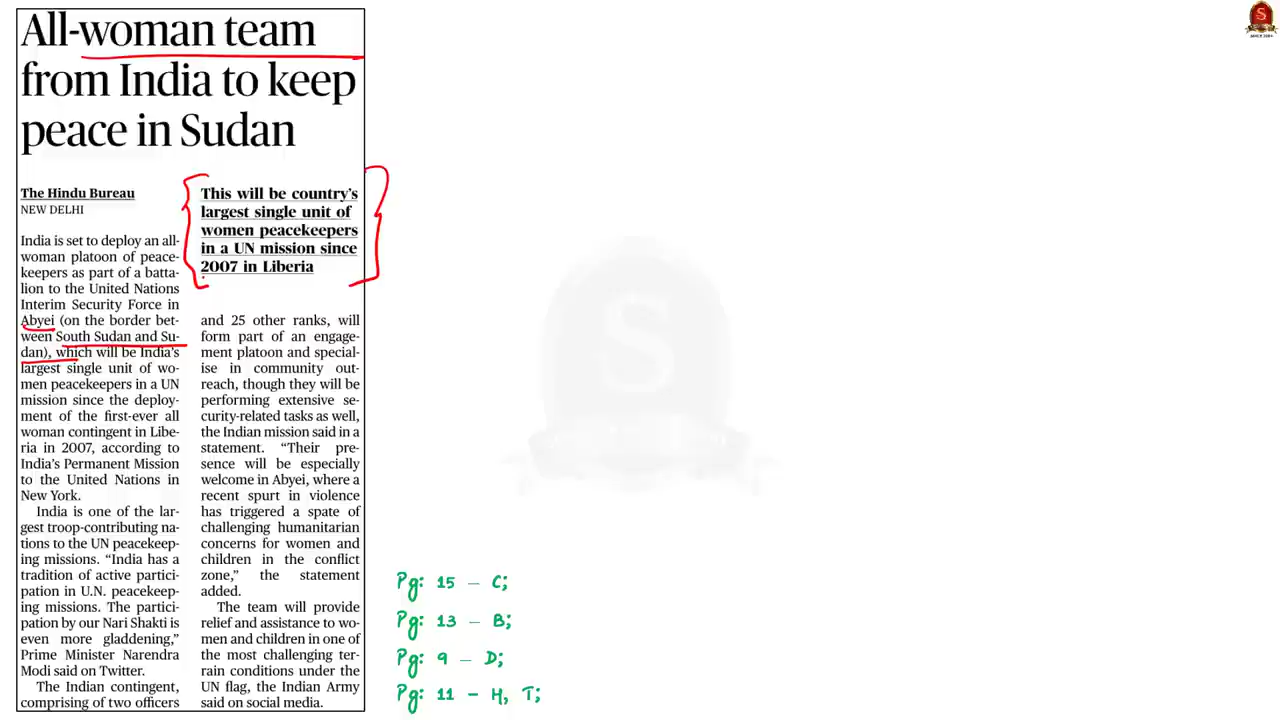 All-woman team
from India to keep
peace in Sudan
The Hindu Bureau
NEW DELHI
India is set to deploy an all-
woman platoon of peace-
keepers as part of a batta-
lion to the United Nations
Interim Security Force in
Abyei (on the border bet-
ween South Sudan and Su-
dan), which will be India's
largest single unit of wo-
men peacekeepers in a UN
mission since the deploy-
ment of the first-ever all
woman contingent in Libe-
ria in 2007, according to
India's Permanent Mission
to the United Nations in
New York.
India is one of the lar-
gest troop-contributing na-
tions to the UN peacekeep-
ing missions. “India has a
tradition of active partici-
pation in U.N. peacekeep-
ing missions. The partici-
pation by our Nari Shakti is
even more gladdening,”
Prime Minister Narendra
Modi said on Twitter.
The Indian contingent,
comprising of two officers
This will be country's
largest single unit of
women peacekeepers
in a UN mission since
2007 in Liberia
and 25 other ranks, will
form part of an engage-
ment platoon and special-
ise in community out-
reach, though they will be
performing extensive se-
curity-related tasks as well,
the Indian mission said in a
statement. “Their pre-
sence will be especially
welcome in Abyei, where a
recent spurt in violence
has triggered a spate of
challenging humanitarian
concerns for women and
children in the conflict
zone,” the statement
added.
The team will provide
relief and assistance to wo-
men and children in one of
the most challenging ter-
rain conditions under the
UN flag, the Indian Army
said on social media.
Pg: 15 – C;
Pg: 13 – B;
Pg: 9 – D;
Pg: 11 – H, T;
S
S